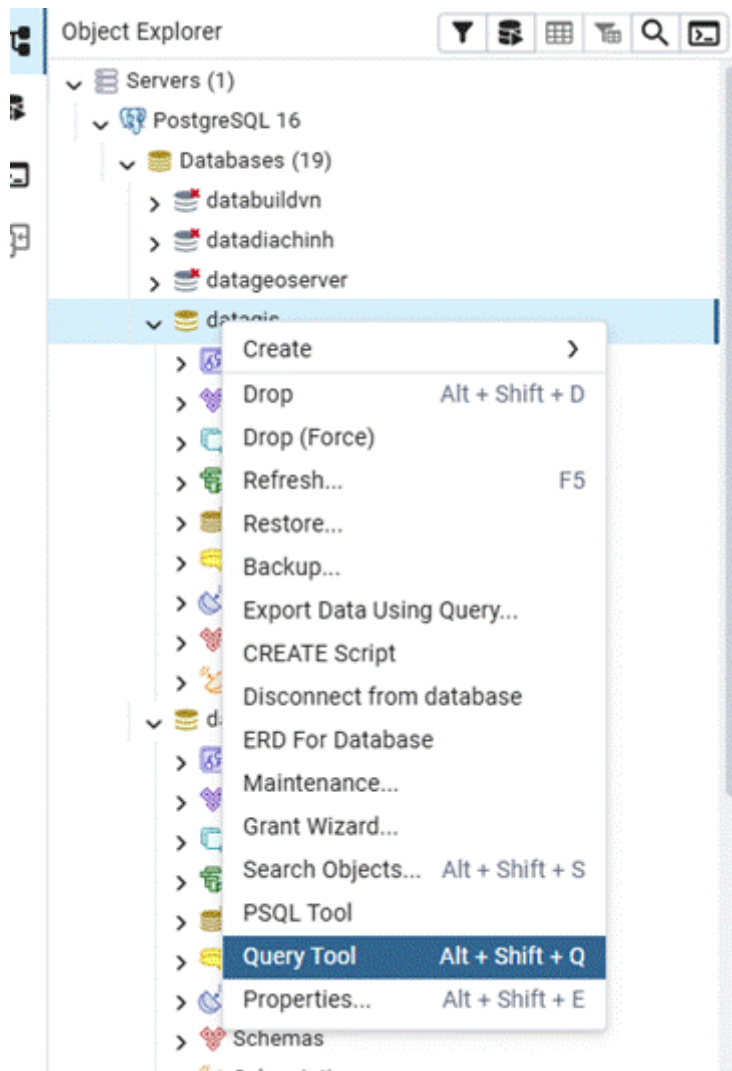 Object Explorer
Servers (1)
PostgreSQL 16
Databases (19)
databuildvn
datadiachinh
datageoserver
datagis
Create
Drop Alt + Shift + D
Drop (Force)
Refresh... F5
Restore...
Backup...
Export Data Using Query...
CREATE Script
Disconnect from database
ERD For Database
Maintenance...
Grant Wizard...
Search Objects... Alt + Shift + S
PSQL Tool
Query Tool Alt + Shift + Q
Properties... Alt + Shift + E
Schemas